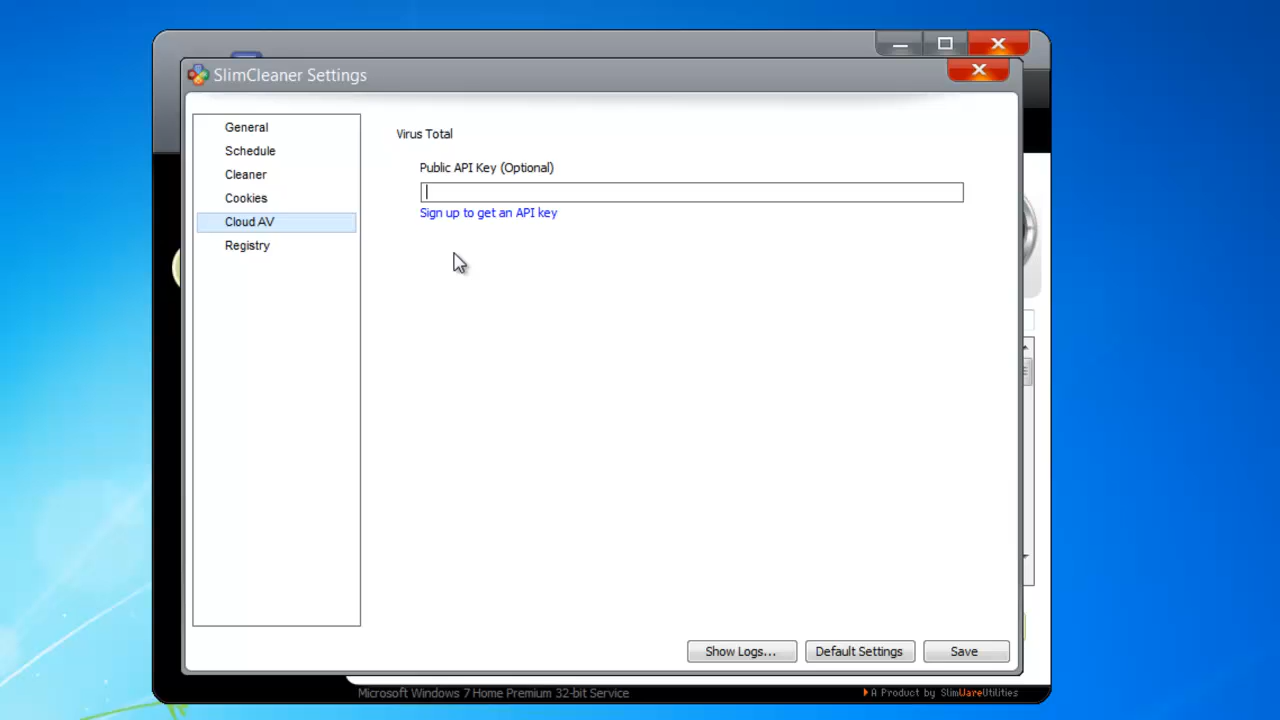 SlimCleaner Settings
General
Schedule
Cleaner
Cookies
Cloud AV
Registry
Virus Total
Public API Key (Optional)
Sign up to get an API key
Show Logs...
Default Settings
Save
Microsoft Windows 7 Home Premium 32-bit Service
A Product by SlimWareUtilities